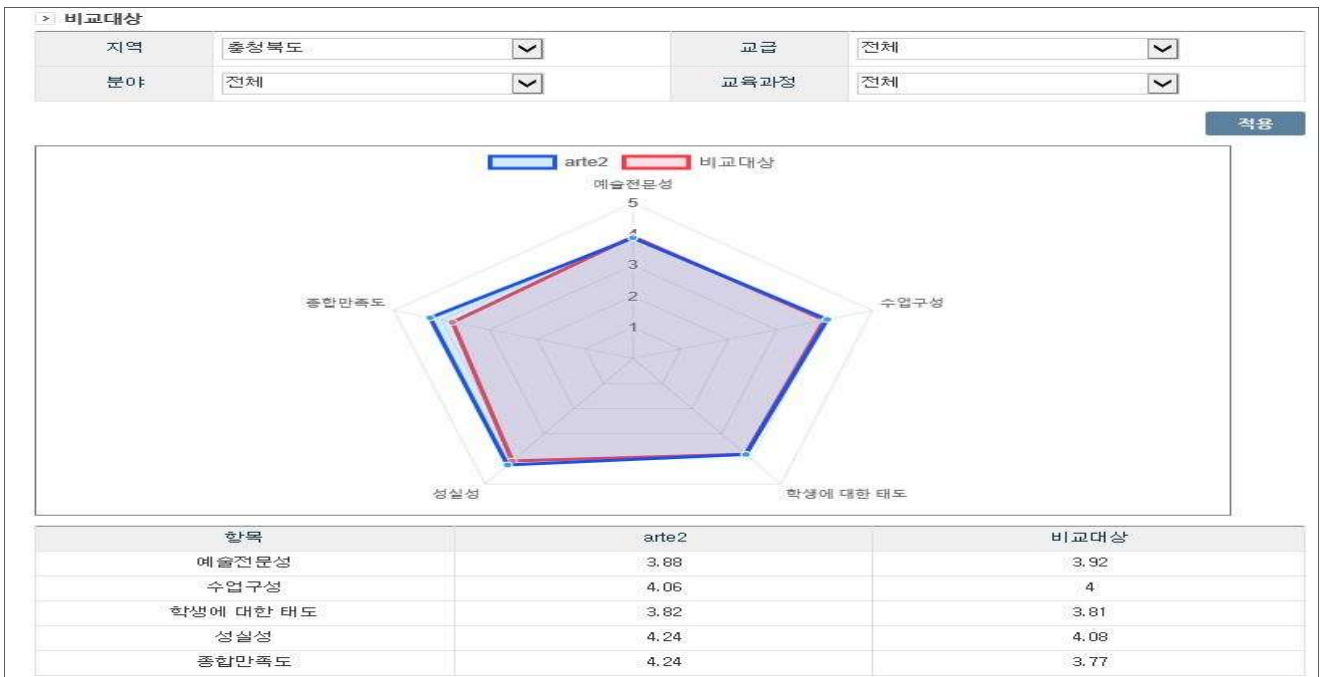 > 비교대상
지역 충청북도 교급 전체
분야 전체 교육과정 전체
적용
arte2 비교대상
예술전문성
5
4
3
종합만족도 2 수업구성
1
성실성 학생에 대한 태도
항목 arte2 비교대상
예술전문성 3.88 3.92
수업구성 4.06 4
학생에 대한 태도 3.82 3.81
성실성 4.24 4.08
종합만족도 4.24 3.77